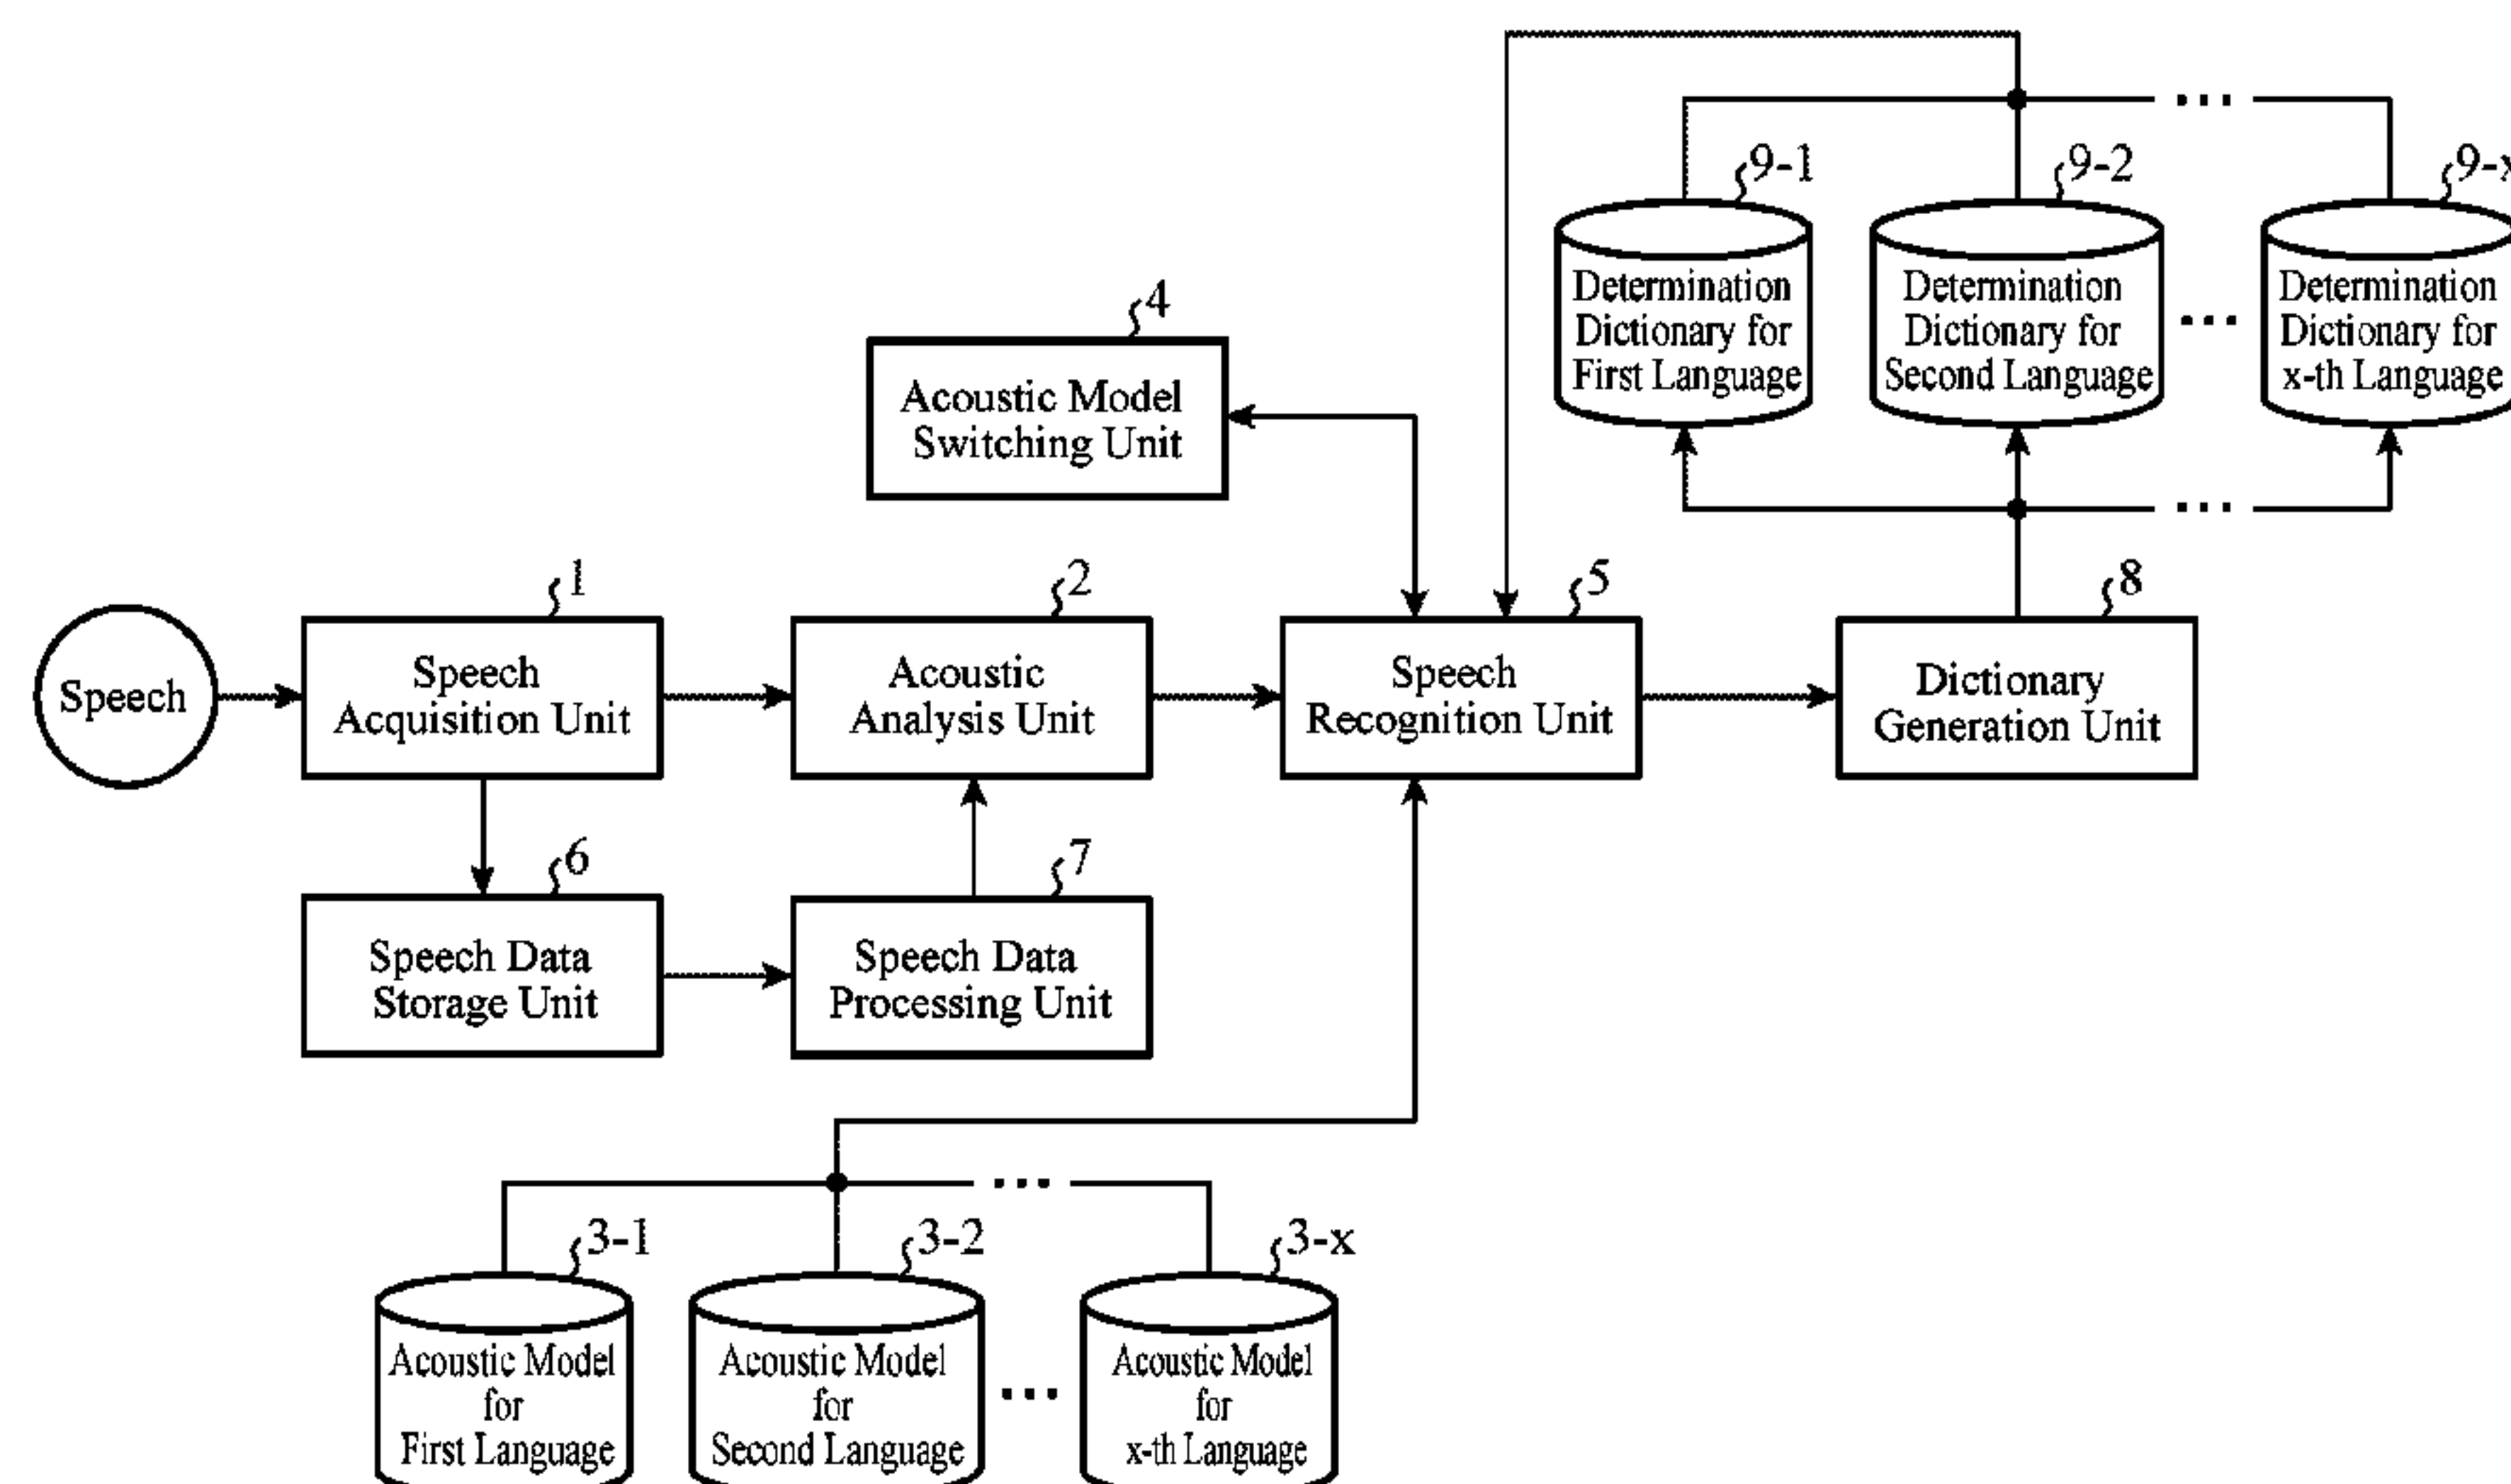 9-1
9-2
9-x
Determination
Dictionary for
First Language
Determination
Dictionary for
Second Language
...
Determination
Dictionary for
x-th Language
4
Acoustic Model
Switching Unit
...
...
1
2
5
8
Speech
Speech
Acquisition Unit
Acoustic
Analysis Unit
Speech
Recognition Unit
Dictionary
Generation Unit
6
7
Speech Data
Storage Unit
Speech Data
Processing Unit
...
3-1
3-2
3-x
Acoustic Model
for
First Language
Acoustic Model
for
Second Language
...
Acoustic Model
for
x-th Language